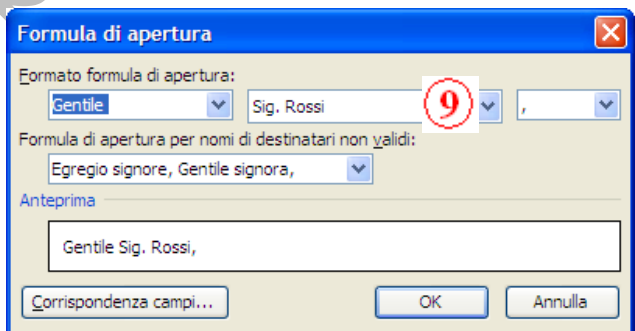 Formula di apertura
Formato formula di apertura:
Gentile Sig. Rossi 9 ,
Formula di apertura per nomi di destinatari non validi:
Egregio signore, Gentile signora,
Anteprima
Gentile Sig. Rossi,
Corrispondenza campi... OK Annulla